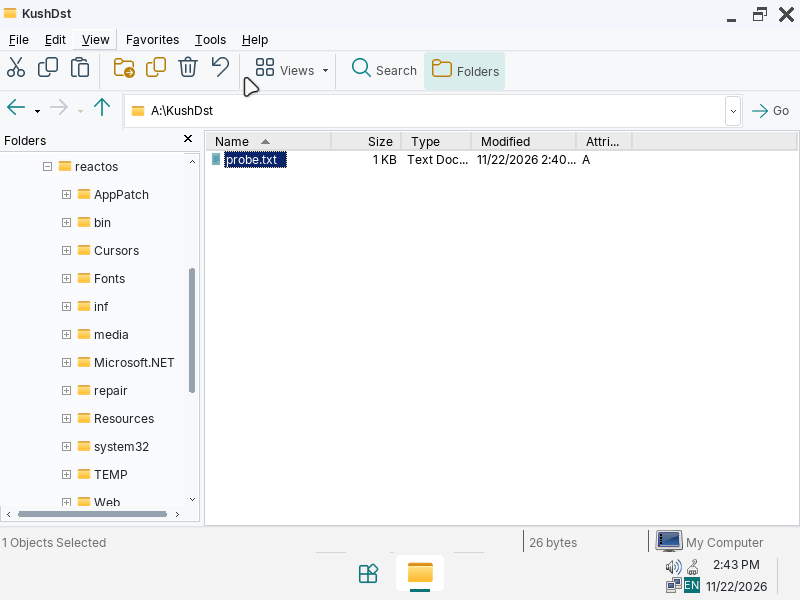 KushDst
File Edit View Favorites Tools Help
Views Search Folders
A:\KushDst Go
Folders
Name Size Type Modified Attri...
probe.txt 1 KB Text Doc... 11/22/2026 2:40... A
reactos
AppPatch
bin
Cursors
Fonts
inf
media
Microsoft.NET
repair
Resources
system32
TEMP
Web
1 Objects Selected 26 bytes My Computer
2:43 PM
EN 11/22/2026